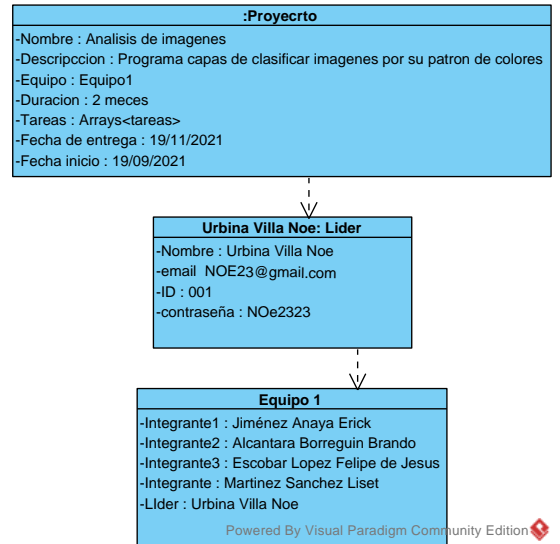 :Proyecrto
-Nombre : Analisis de imagenes
-Descripccion : Programa capas de clasificar imagenes por su patron de colores
-Equipo : Equipo1
-Duracion : 2 meces
-Tareas : Arrays<tareas>
-Fecha de entrega : 19/11/2021
-Fecha inicio : 19/09/2021
Urbina Villa Noe: Lider
-Nombre : Urbina Villa Noe
-email NOE23@gmail.com
-ID : 001
-contraseña : NOe2323
Equipo 1
-Integrante1 : Jiménez Anaya Erick
-Integrante2 : Alcantara Borreguin Brando
-Integrante3 : Escobar Lopez Felipe de Jesus
-Integrante : Martinez Sanchez Liset
-LIder : Urbina Villa Noe
Powered By Visual Paradigm Community Edition